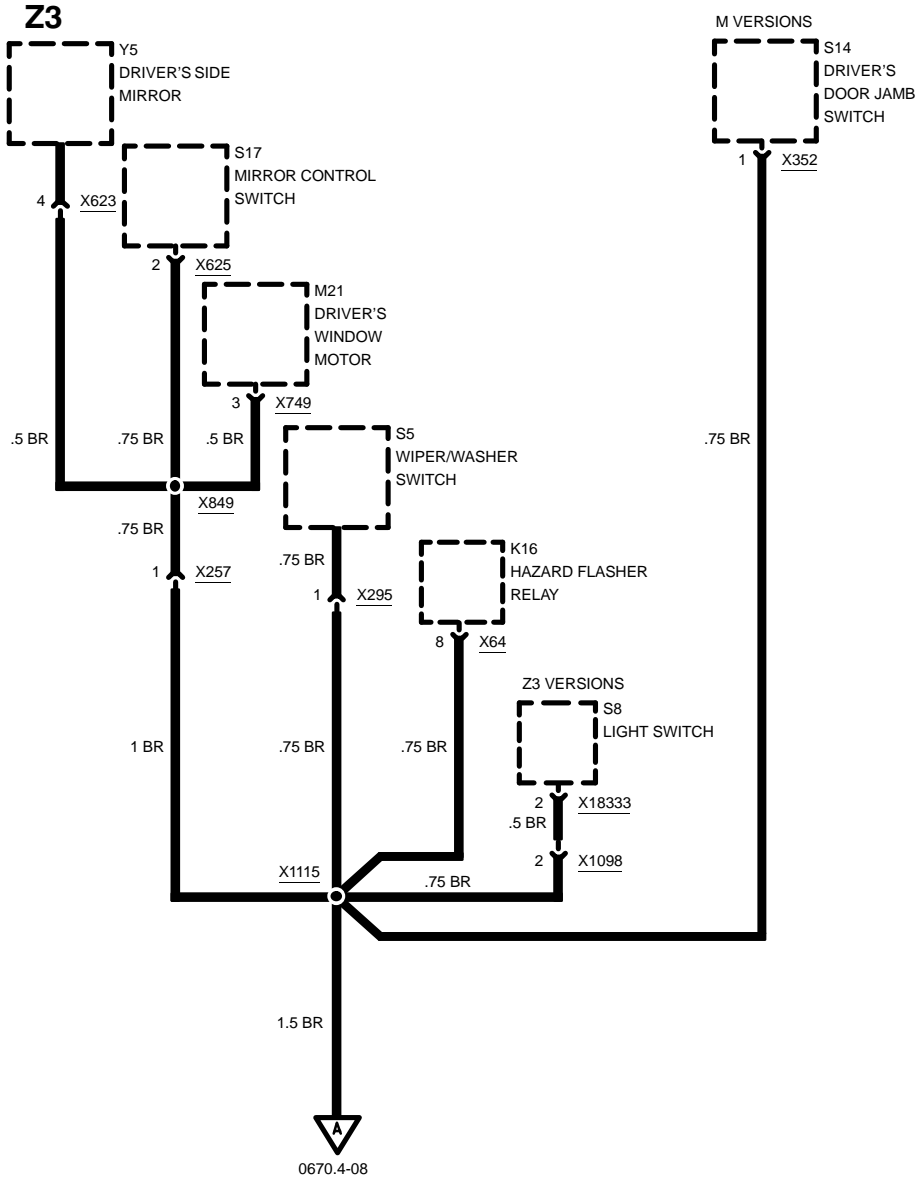 Z3
Y5
DRIVER'S SIDE
MIRROR
M VERSIONS
S14
DRIVER'S
DOOR JAMB
SWITCH
1 X352
S17
MIRROR CONTROL
SWITCH
4 X623
2 X625
M21
DRIVER'S
WINDOW
MOTOR
3 X749
.5 BR
.75 BR
.5 BR
S5
WIPER/WASHER
SWITCH
.75 BR
X849
.75 BR
.75 BR
K16
HAZARD FLASHER
RELAY
1 X257
1 X295
8 X64
Z3 VERSIONS
S8
LIGHT SWITCH
1 BR
.75 BR
.75 BR
2 X18333
.5 BR
2 X1098
X1115
.75 BR
1.5 BR
A
0670.4-08